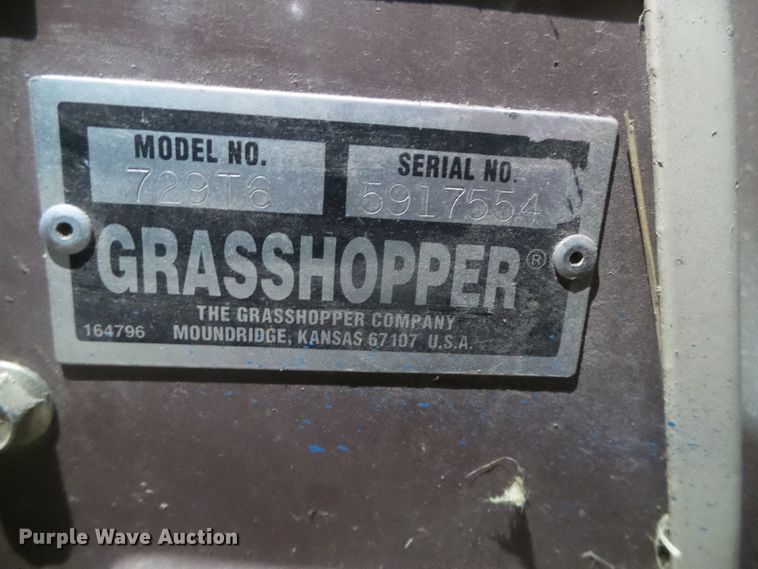 MODEL NO.
729T6
SERIAL NO.
5917554
GRASSHOPPER®
THE GRASSHOPPER COMPANY
164796 MOUNDRIDGE, KANSAS 67107 U.S.A.
Purple Wave Auction